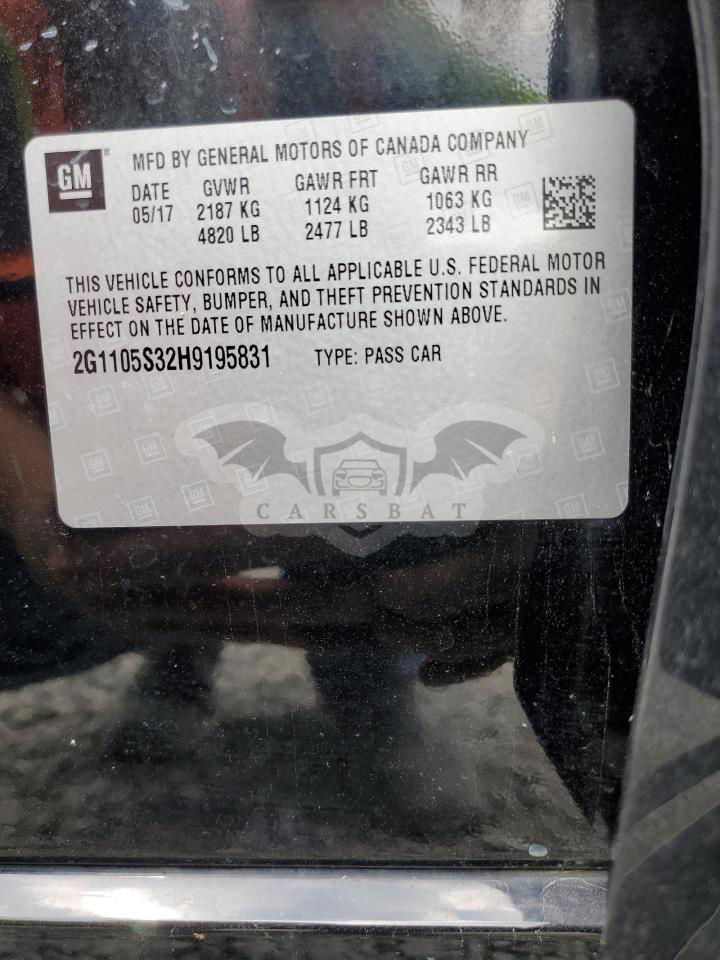 GM
MFD BY GENERAL MOTORS OF CANADA COMPANY
DATE GVWR GAWR FRT GAWR RR
05/17 2187 KG 1124 KG 1063 KG
4820 LB 2477 LB 2343 LB
THIS VEHICLE CONFORMS TO ALL APPLICABLE U.S. FEDERAL MOTOR
VEHICLE SAFETY, BUMPER, AND THEFT PREVENTION STANDARDS IN
EFFECT ON THE DATE OF MANUFACTURE SHOWN ABOVE.
2G1105S32H9195831 TYPE: PASS CAR
CARSBAT